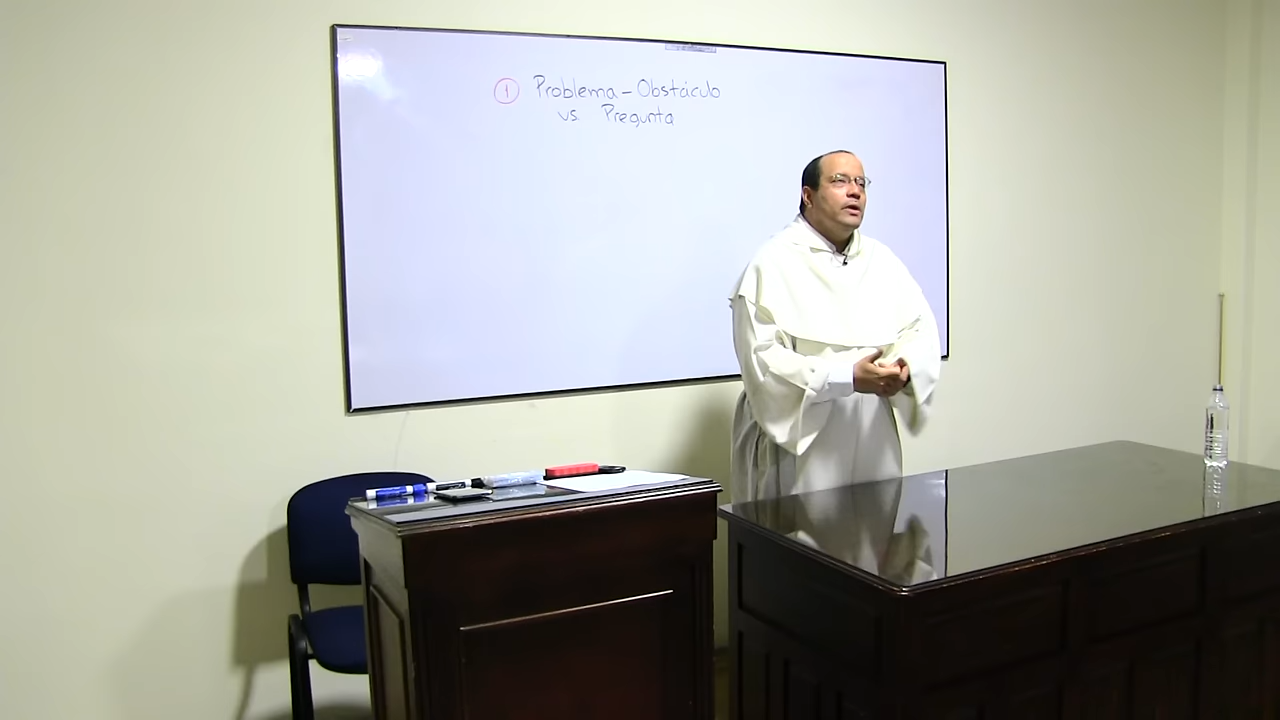 ① Problema - Obstáculo
vs. Pregunta